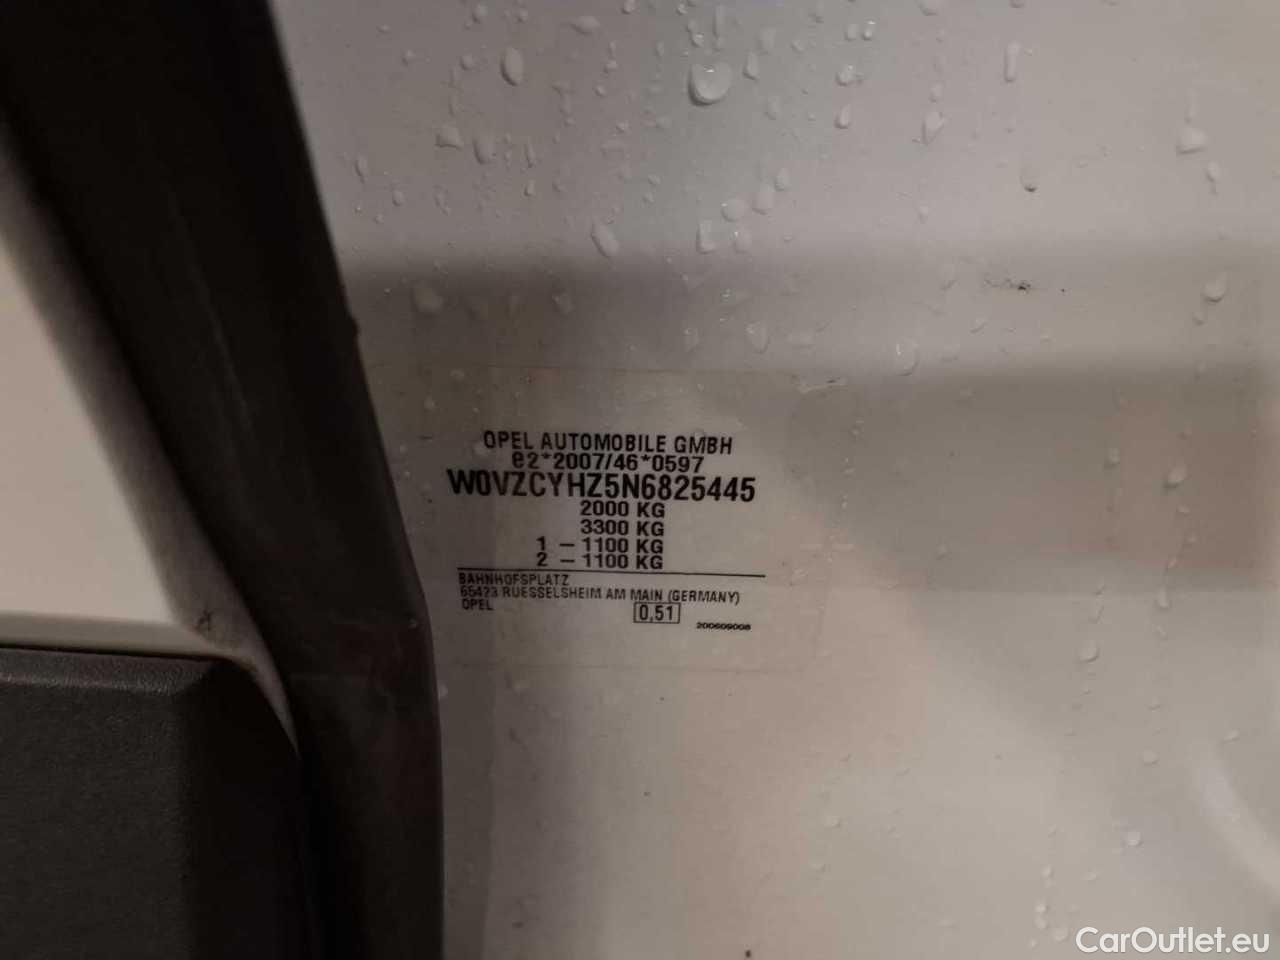 OPEL AUTOMOBILE GMBH
e2*2007/46*0597
W0VZCYHZ5N6825445
2000 KG
3300 KG
1 – 1100 KG
2 – 1100 KG
BAHNHOFSPLATZ
65423 RUESSELSHEIM AM MAIN (GERMANY)
OPEL
0,51
200609008
CarOutlet.eu